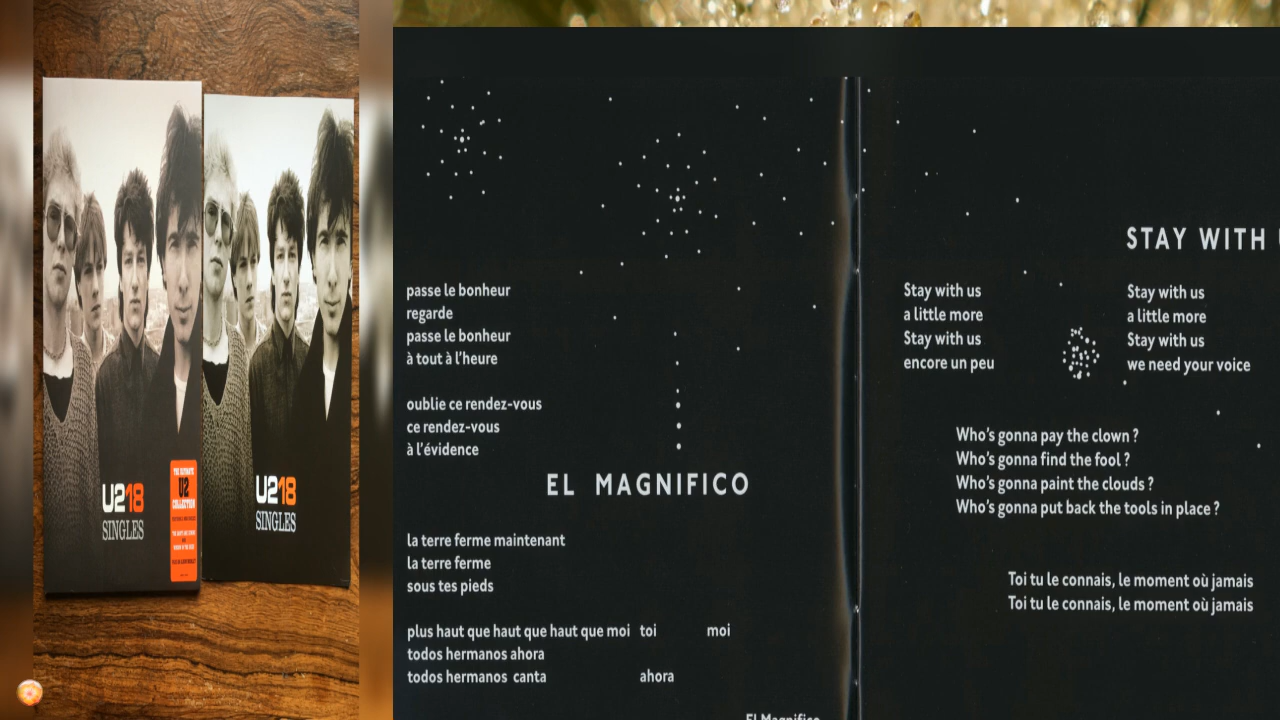 U218
SINGLES
THE ULTIMATE
U2
COLLECTION
U218
SINGLES
passe le bonheur
regarde
passe le bonheur
à tout à l'heure
oublie ce rendez-vous
ce rendez-vous
à l'évidence
EL MAGNIFICO
la terre ferme maintenant
la terre ferme
sous tes pieds
plus haut que haut que haut que moi toi moi
todos hermanos ahora
todos hermanos canta ahora
El Magnifico
STAY WITH
Stay with us
a little more
Stay with us
encore un peu
Stay with us
a little more
Stay with us
we need your voice
Who's gonna pay the clown ?
Who's gonna find the fool ?
Who's gonna paint the clouds ?
Who's gonna put back the tools in place ?
Toi tu le connais, le moment où jamais
Toi tu le connais, le moment où jamais